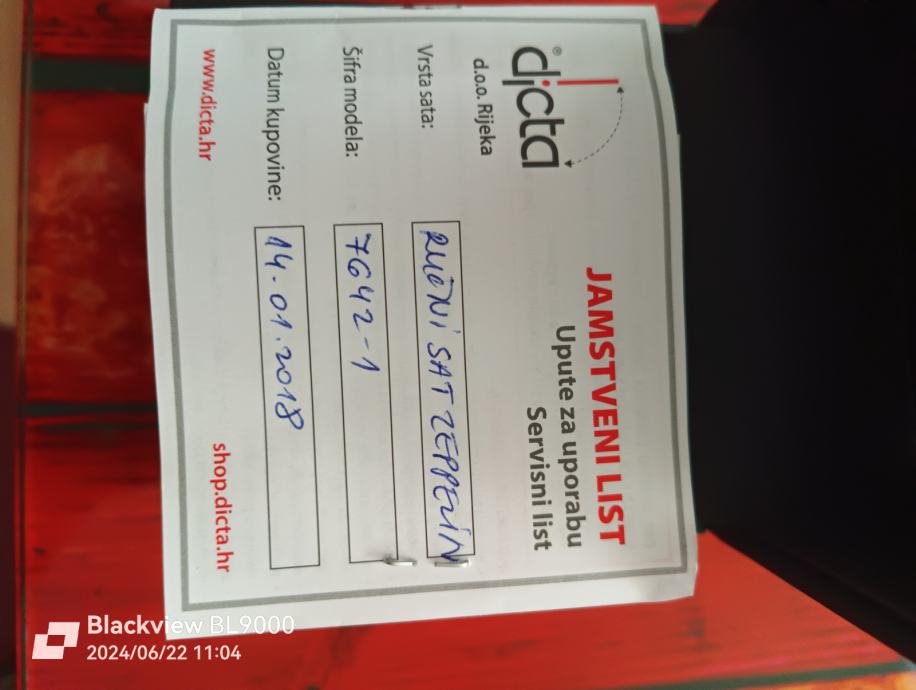 dicta®
d.o.o. Rijeka
JAMSTVENI LIST
Upute za uporabu
Servisni list
Vrsta sata: RUČNI SAT ZEPPELIN
Šifra modela: 7642-1
Datum kupovine: 14.01.2018
www.dicta.hr
shop.dicta.hr
Blackview BL9000
2024/06/22 11:04